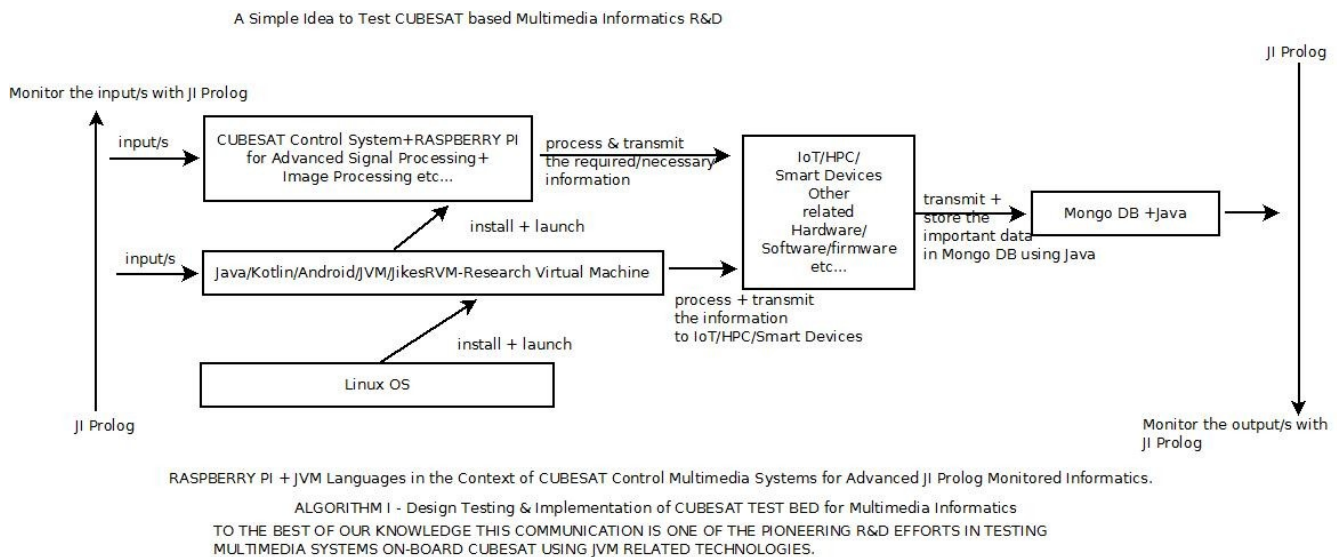 A Simple Idea to Test CUBESAT based Multimedia Informatics R&D
JI Prolog
Monitor the input/s with JI Prolog
input/s
CUBESAT Control System+RASPBERRY PI
for Advanced Signal Processing+
Image Processing etc...
process & transmit
the required/necessary
information
IoT/HPC/
Smart Devices
Other
related
Hardware/
Software/firmware
etc...
transmit +
store the
important data
in Mongo DB using Java
Mongo DB +Java
install + launch
input/s
Java/Kotlin/Android/JVM/JikesRVM-Research Virtual Machine
process + transmit
the information
to IoT/HPC/Smart Devices
install + launch
Linux OS
JI Prolog
Monitor the output/s with
JI Prolog
RASPBERRY PI + JVM Languages in the Context of CUBESAT Control Multimedia Systems for Advanced JI Prolog Monitored Informatics.
ALGORITHM I - Design Testing & Implementation of CUBESAT TEST BED for Multimedia Informatics
TO THE BEST OF OUR KNOWLEDGE THIS COMMUNICATION IS ONE OF THE PIONEERING R&D EFFORTS IN TESTING
MULTIMEDIA SYSTEMS ON-BOARD CUBESAT USING JVM RELATED TECHNOLOGIES.